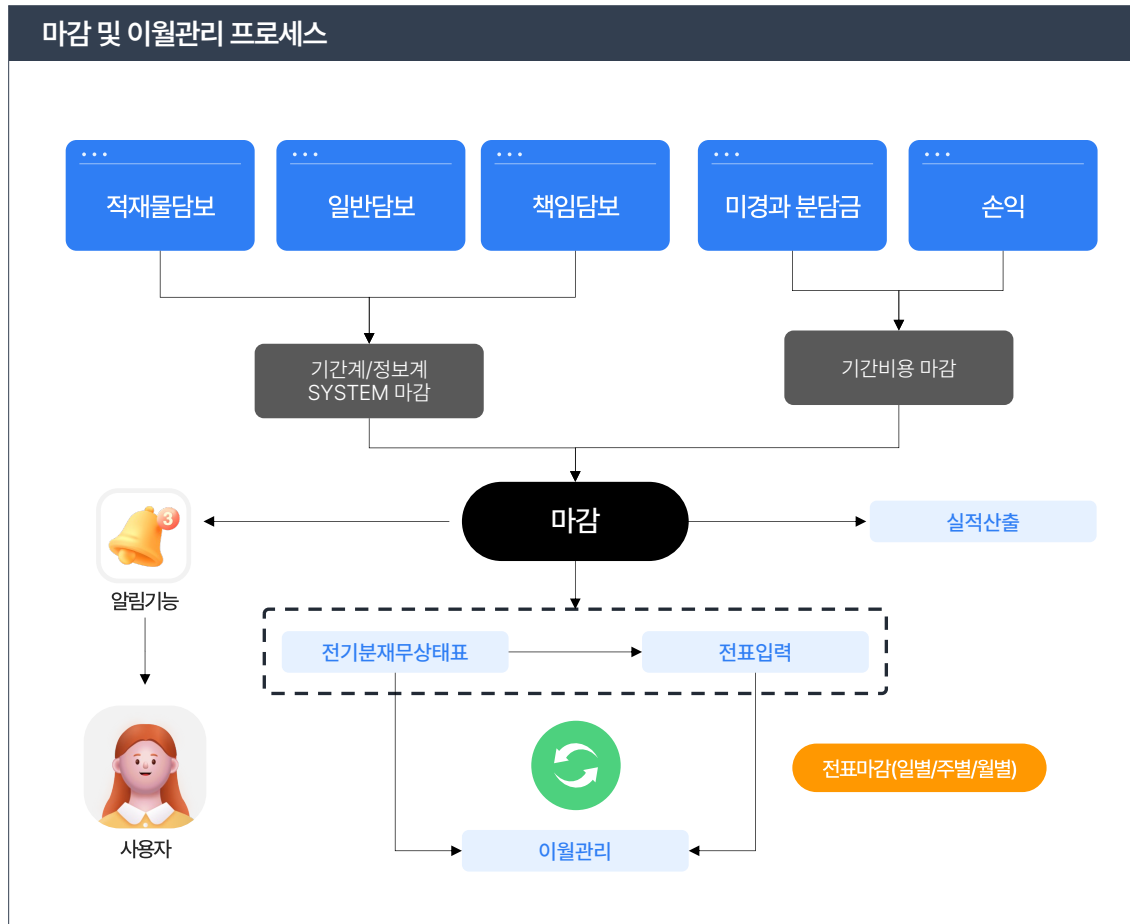 마감 및 이월관리 프로세스
적재물담보
일반담보
책임담보
미경과 분담금
손익
기간계/정보계
SYSTEM 마감
기간비용 마감
마감
3
알림기능
실적산출
전기분재무상태표
전표입력
전표마감(일별/주별/월별)
이월관리
사용자